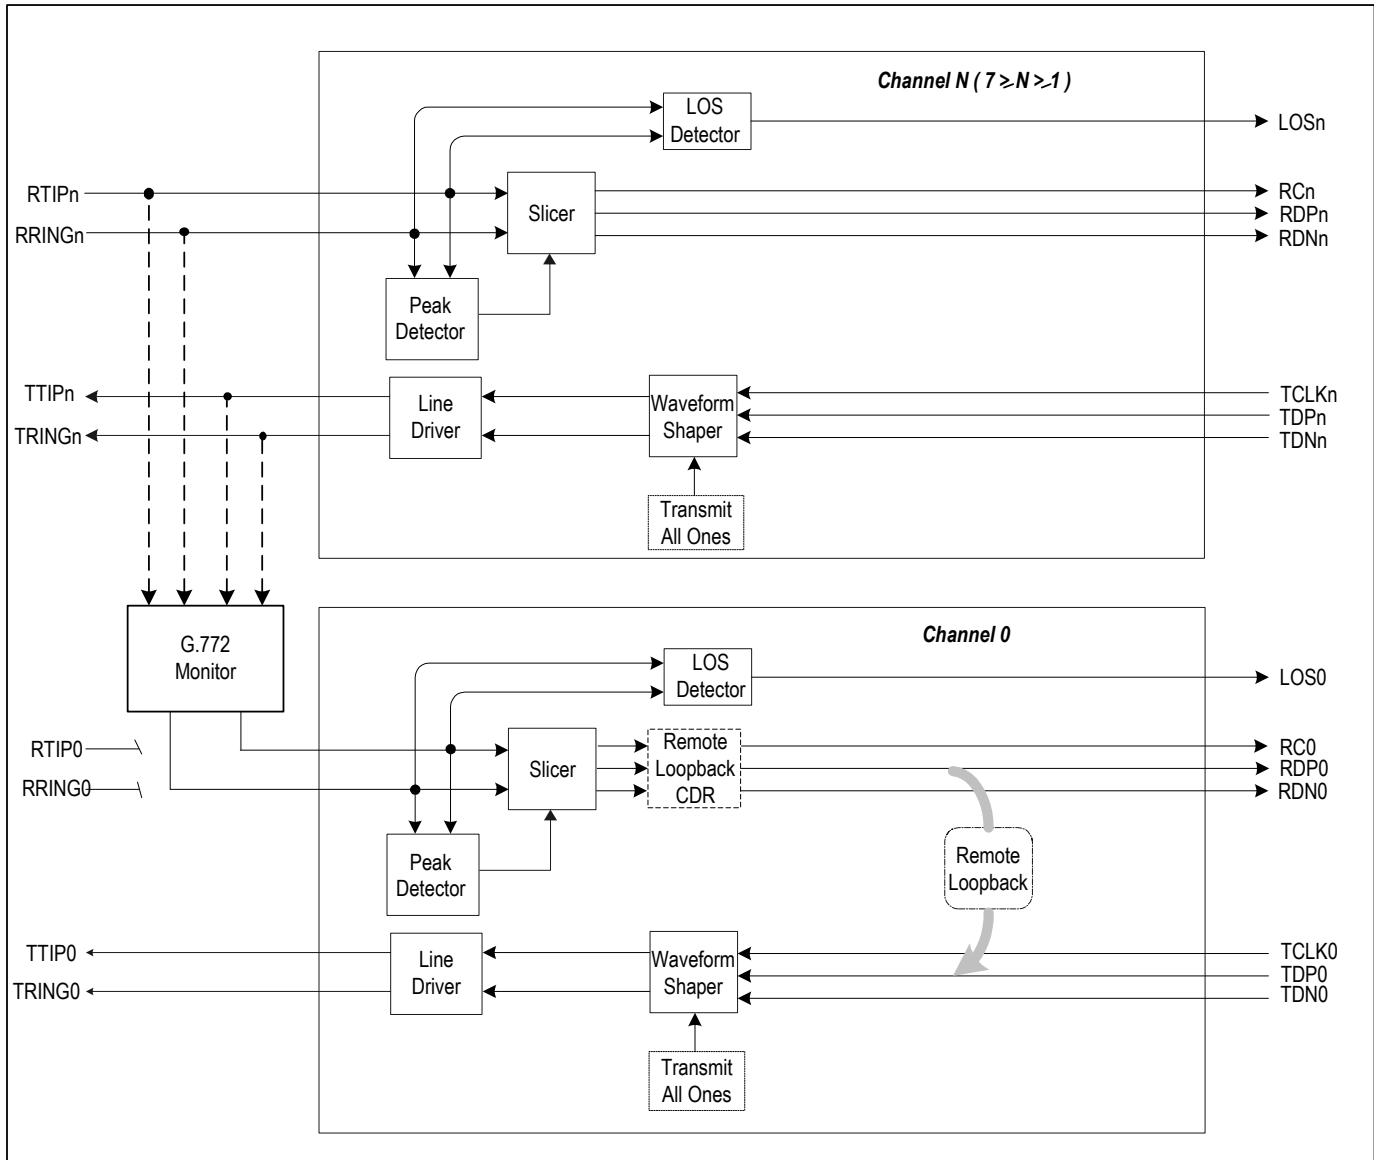 Channel N ( 7 ≥ N ≥ 1 )
LOS
Detector
LOSn
RTIPn
RRINGn
Slicer
RCn
RDPn
RDNn
Peak
Detector
TTIPn
TRINGn
Line
Driver
Waveform
Shaper
TCLKn
TDPn
TDNn
Transmit
All Ones
G.772
Monitor
Channel 0
LOS
Detector
LOS0
RTIP0
RRING0
Slicer
Remote
Loopback
CDR
RC0
RDP0
RDN0
Peak
Detector
Remote
Loopback
TTIP0
TRING0
Line
Driver
Waveform
Shaper
TCLK0
TDP0
TDN0
Transmit
All Ones